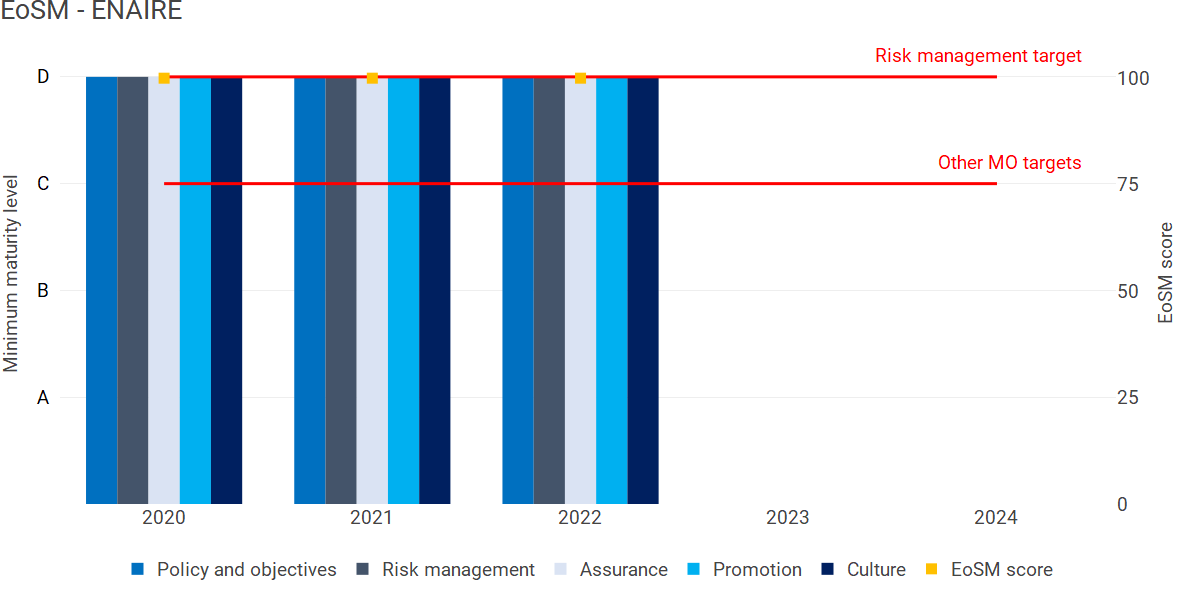 EoSM - ENAIRE
Risk management target
Other MO targets
Minimum maturity level
D
C
B
A
100
75
50
25
0
EoSM score
2020 2021 2022 2023 2024
Policy and objectives Risk management Assurance Promotion Culture EoSM score